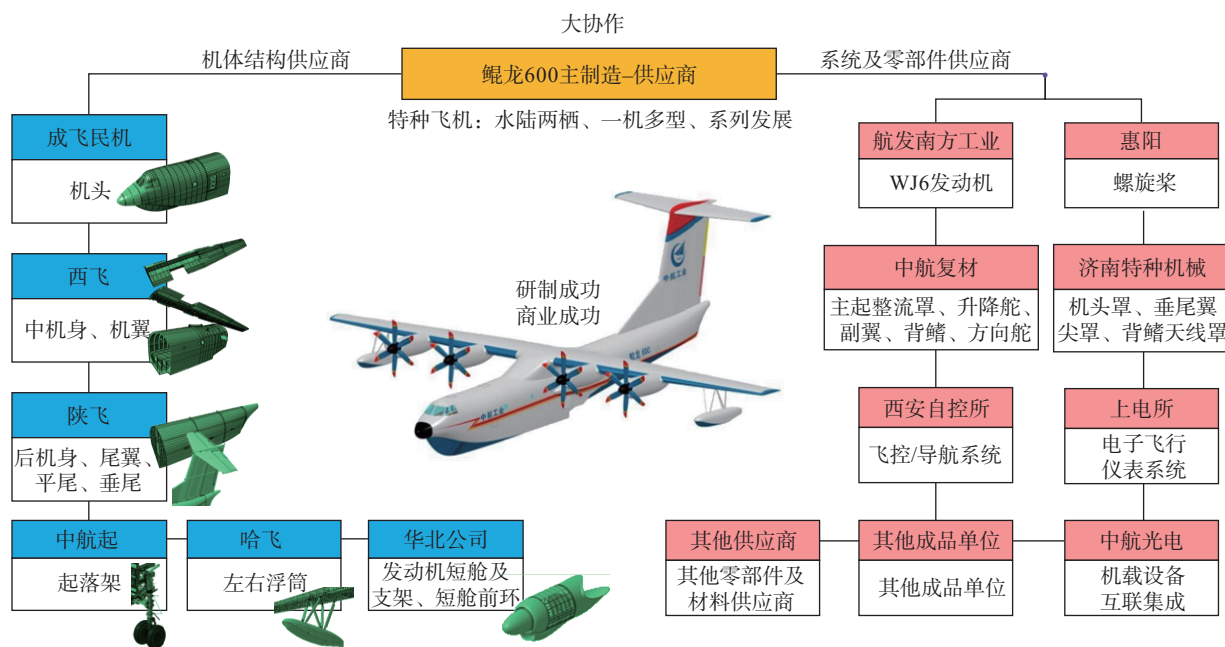 大协作
机体结构供应商
鲲龙600主制造–供应商
系统及零部件供应商
特种飞机：水陆两栖、一机多型、系列发展
成飞民机
机头
西飞
中机身、机翼
陕飞
后机身、尾翼、
平尾、垂尾
中航起
起落架
哈飞
左右浮筒
华北公司
发动机短舱及
支架、短舱前环
研制成功
商业成功
中航工业
鲲龙 600
中航工业
航发南方工业
WJ6发动机
惠阳
螺旋桨
中航复材
主起整流罩、升降舵、
副翼、背鳍、方向舵
济南特种机械
机头罩、垂尾翼
尖罩、背鳍天线罩
西安自控所
飞控/导航系统
上电所
电子飞行
仪表系统
其他供应商
其他零部件及
材料供应商
其他成品单位
其他成品单位
中航光电
机载设备
互联集成